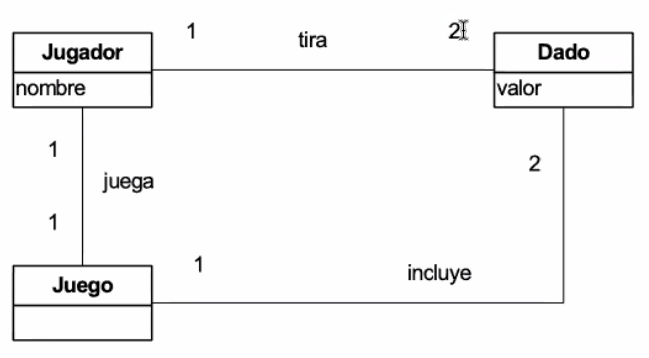 1
tira
2
Jugador
nombre
Dado
valor
1
juega
1
2
Juego
1
incluye